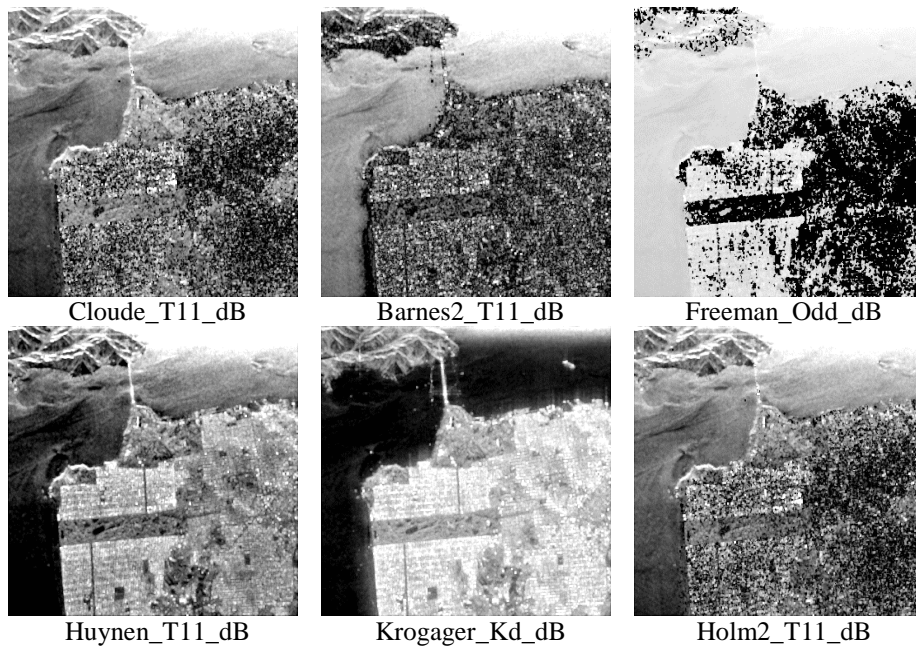 Cloude_T11_dB
Barnes2_T11_dB
Freeman_Odd_dB
Huynen_T11_dB
Krogager_Kd_dB
Holm2_T11_dB